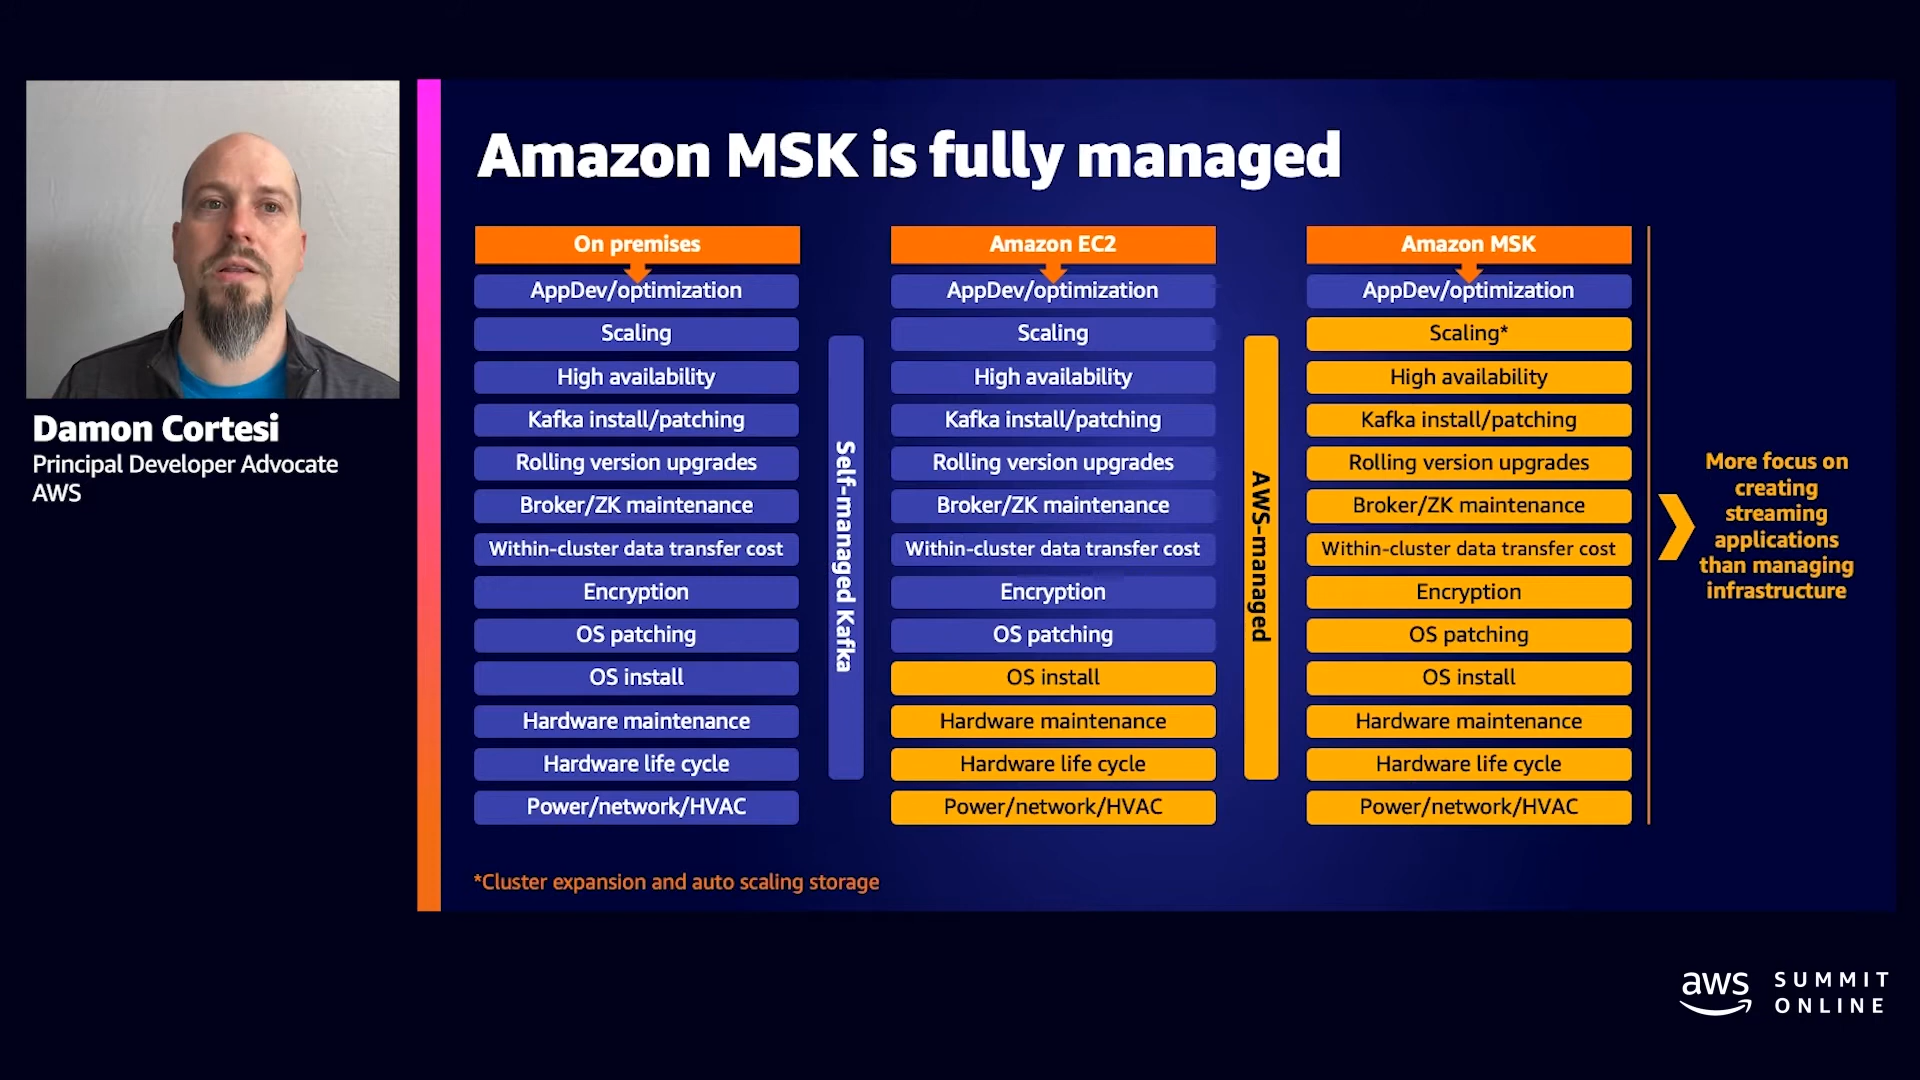 Damon Cortesi
Principal Developer Advocate
AWS
Amazon MSK is fully managed
On premises
AppDev/optimization
Scaling
High availability
Kafka install/patching
Rolling version upgrades
Broker/ZK maintenance
Within-cluster data transfer cost
Encryption
OS patching
OS install
Hardware maintenance
Hardware life cycle
Power/network/HVAC
Self-managed Kafka
Amazon EC2
AppDev/optimization
Scaling
High availability
Kafka install/patching
Rolling version upgrades
Broker/ZK maintenance
Within-cluster data transfer cost
Encryption
OS patching
OS install
Hardware maintenance
Hardware life cycle
Power/network/HVAC
AWS-managed
Amazon MSK
AppDev/optimization
Scaling*
High availability
Kafka install/patching
Rolling version upgrades
Broker/ZK maintenance
Within-cluster data transfer cost
Encryption
OS patching
OS install
Hardware maintenance
Hardware life cycle
Power/network/HVAC
More focus on
creating
streaming
applications
than managing
infrastructure
*Cluster expansion and auto scaling storage
aws
SUMMIT
ONLINE